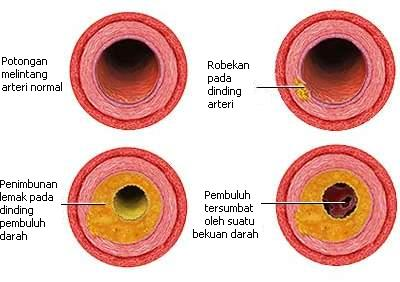 Potongan
melintang
arteri normal
Robekan
pada
dinding
arteri
Penimbunan
lemak pada
dinding
pembuluh
darah
Pembuluh
tersumbat
oleh suatu
bekuan darah